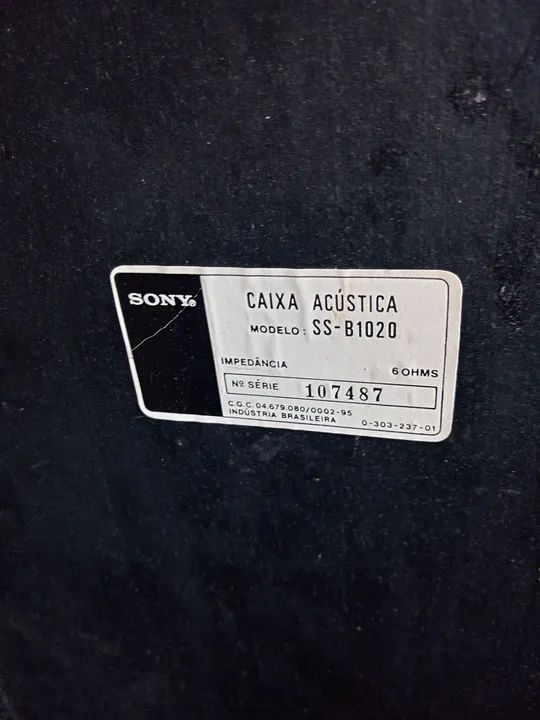 SONY®
CAIXA ACÚSTICA
MODELO: SS-B1020
IMPEDÂNCIA 6 OHMS
Nº SÉRIE 107487
C.G.C. 04.679.080/0002-95
INDÚSTRIA BRASILEIRA 0-303-237-01